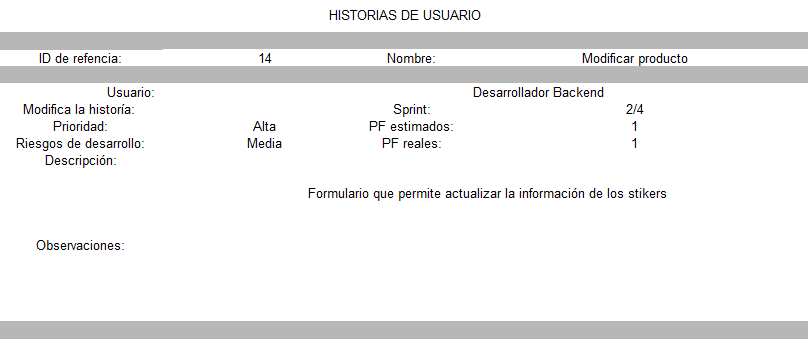 HISTORIAS DE USUARIO
ID de refencia: 14 Nombre: Modificar producto
Usuario: Desarrollador Backend
Modifica la historía: Sprint: 2/4
Prioridad: Alta PF estimados: 1
Riesgos de desarrollo: Media PF reales: 1
Descripción:
Formulario que permite actualizar la información de los stikers
Observaciones: